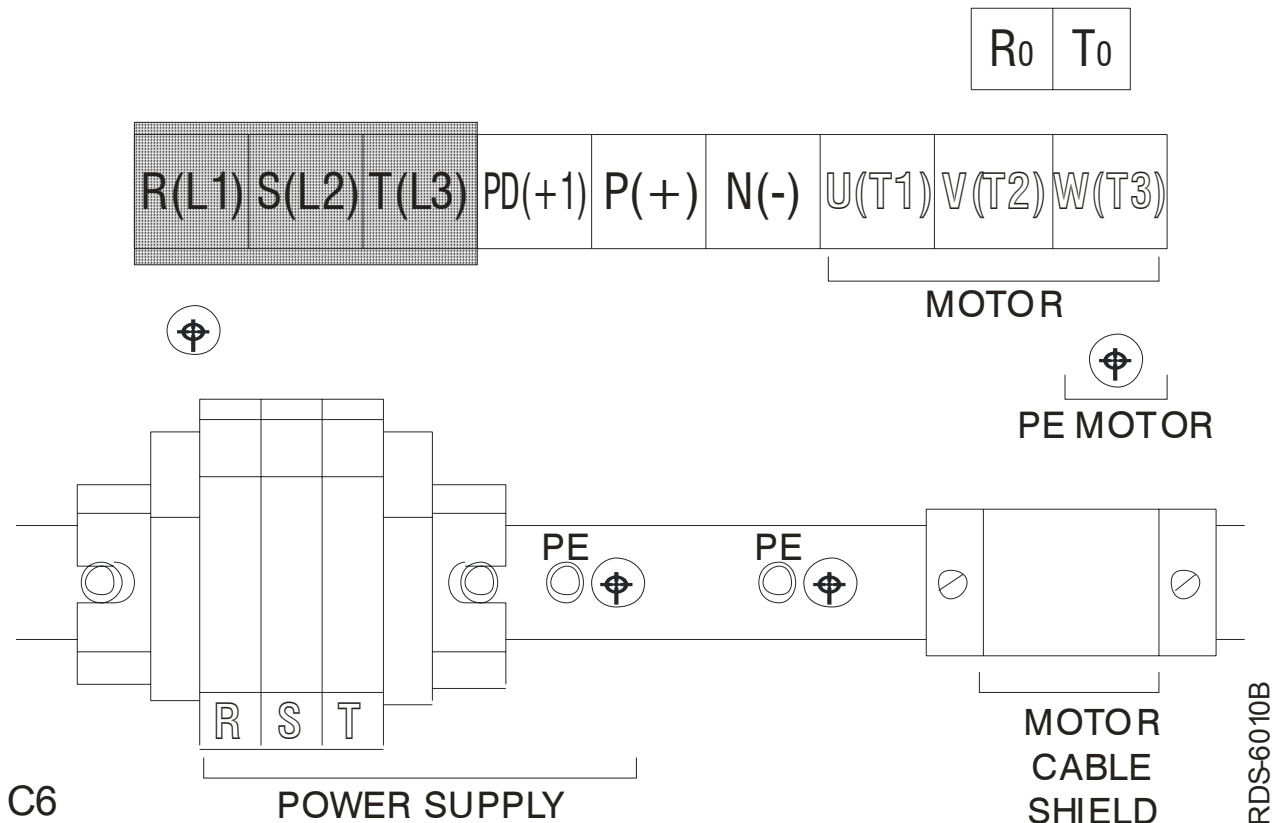 R0 T0
R(L1) S(L2) T(L3) PD(+1) P(+) N(-) U(T1) V(T2) W(T3)
MOTOR
PE MOTOR
PE PE
R S T
POWER SUPPLY
MOTOR
CABLE
SHIELD
C6
RDS-6010B